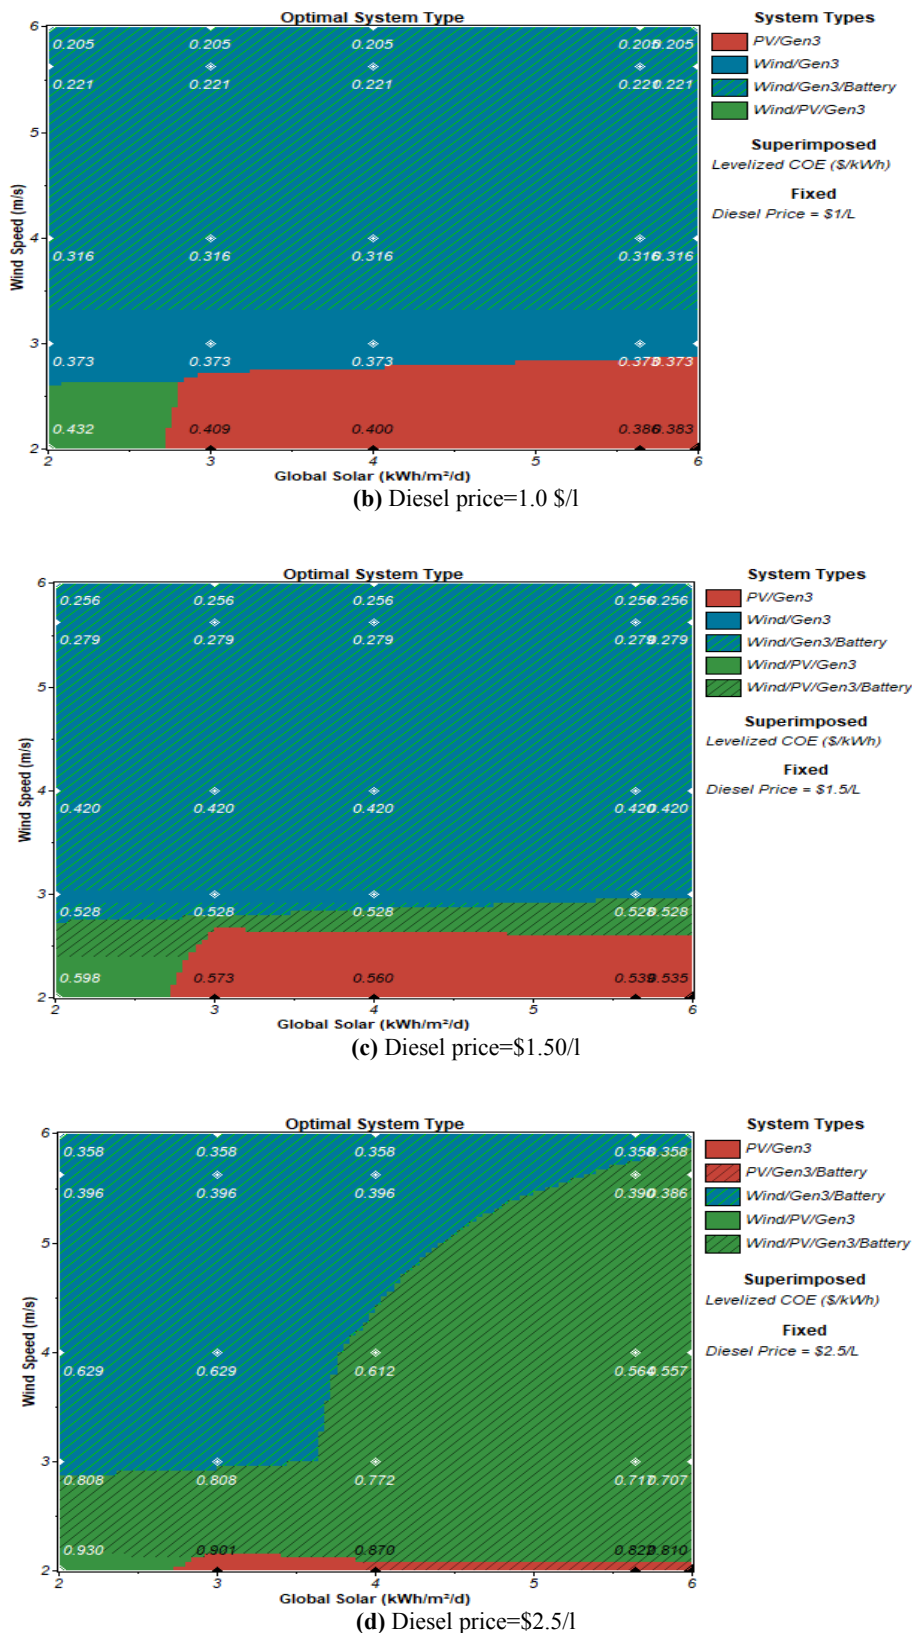 Optimal System Type
System Types
PV/Gen3
Wind/Gen3
Wind/Gen3/Battery
Wind/PV/Gen3
Superimposed
Levelized COE ($/kWh)
Fixed
Diesel Price = $1/L
Wind Speed (m/s)
6
5
4
3
2
0.205 0.205 0.205 0.205 0.205
0.221 0.221 0.221 0.221 0.221
0.316 0.316 0.316 0.316 0.316
0.373 0.373 0.373 0.373 0.373
0.432 0.409 0.400 0.386 0.383
2 3 4 5 6
Global Solar (kWh/m²/d)
(b) Diesel price=1.0 $/l
Optimal System Type
System Types
PV/Gen3
Wind/Gen3
Wind/Gen3/Battery
Wind/PV/Gen3
Wind/PV/Gen3/Battery
Superimposed
Levelized COE ($/kWh)
Fixed
Diesel Price = $1.5/L
Wind Speed (m/s)
6
5
4
3
2
0.256 0.256 0.256 0.256 0.256
0.279 0.279 0.279 0.279 0.279
0.420 0.420 0.420 0.420 0.420
0.528 0.528 0.528 0.528 0.528
0.598 0.573 0.560 0.539 0.535
2 3 4 5 6
Global Solar (kWh/m²/d)
(c) Diesel price=$1.50/l
Optimal System Type
System Types
PV/Gen3
PV/Gen3/Battery
Wind/Gen3/Battery
Wind/PV/Gen3
Wind/PV/Gen3/Battery
Superimposed
Levelized COE ($/kWh)
Fixed
Diesel Price = $2.5/L
Wind Speed (m/s)
6
5
4
3
2
0.358 0.358 0.358 0.358 0.358
0.396 0.396 0.396 0.390 0.386
0.629 0.629 0.612 0.564 0.557
0.808 0.808 0.772 0.717 0.707
0.930 0.901 0.870 0.822 0.810
2 3 4 5 6
Global Solar (kWh/m²/d)
(d) Diesel price=$2.5/l